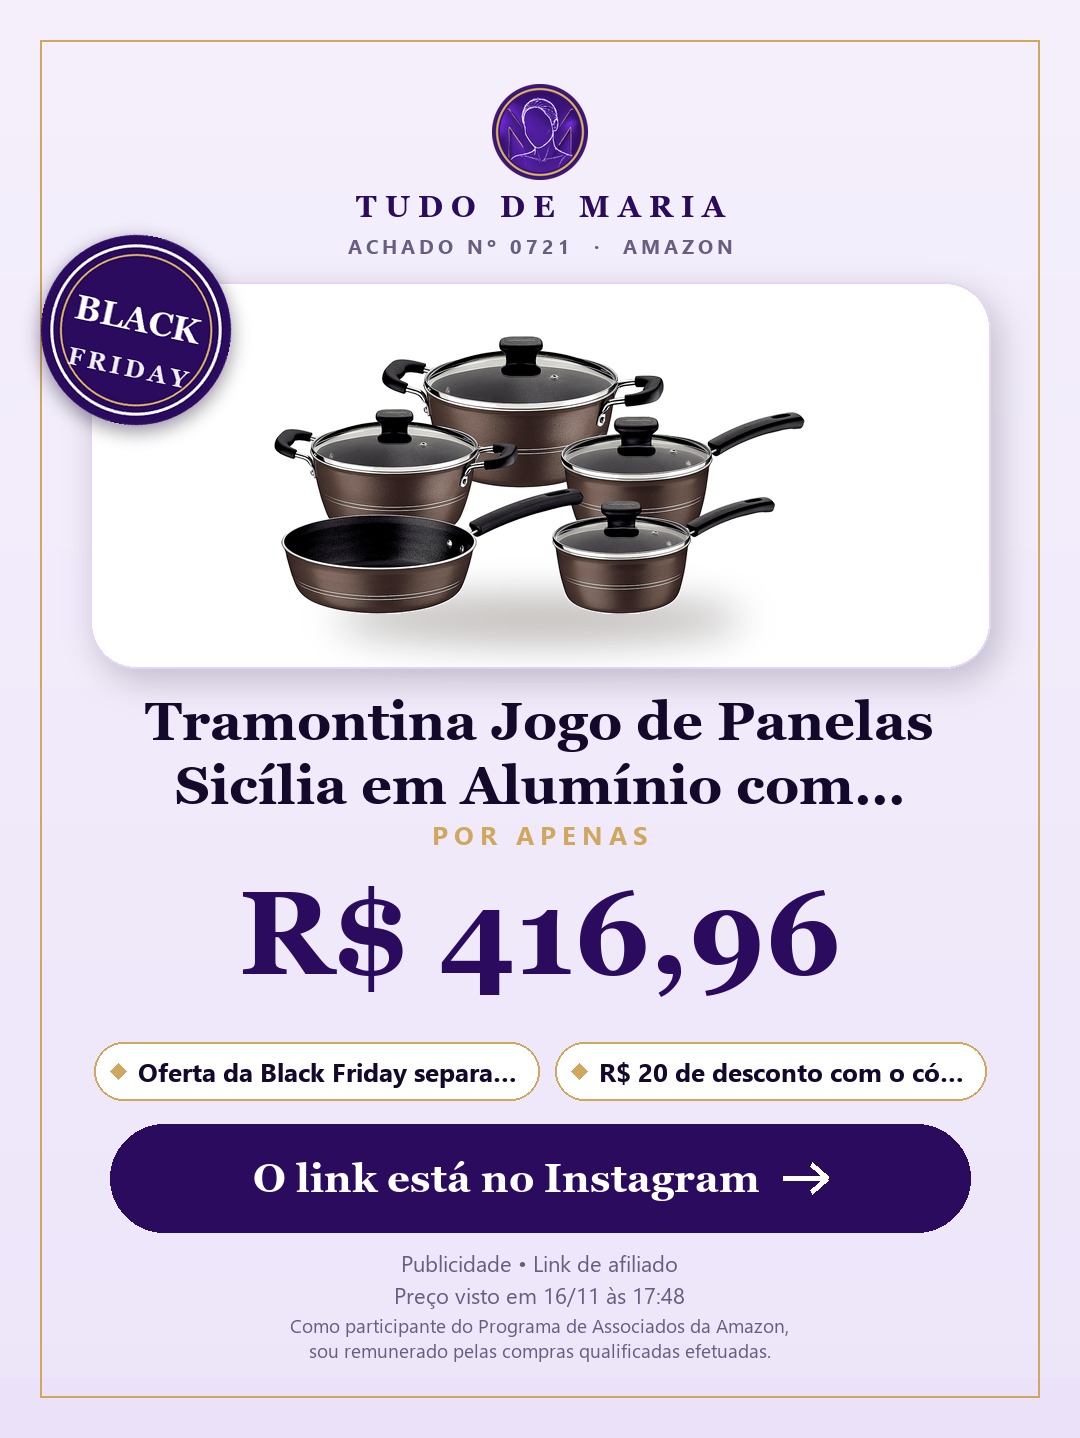 TUDO DE MARIA
ACHADO Nº 0721 · AMAZON
BLACK
FRIDAY
Tramontina Jogo de Panelas
Sicília em Alumínio com...
POR APENAS
R$ 416,96
Oferta da Black Friday separa...
R$ 20 de desconto com o có...
O link está no Instagram →
Publicidade • Link de afiliado
Preço visto em 16/11 às 17:48
Como participante do Programa de Associados da Amazon,
sou remunerado pelas compras qualificadas efetuadas.